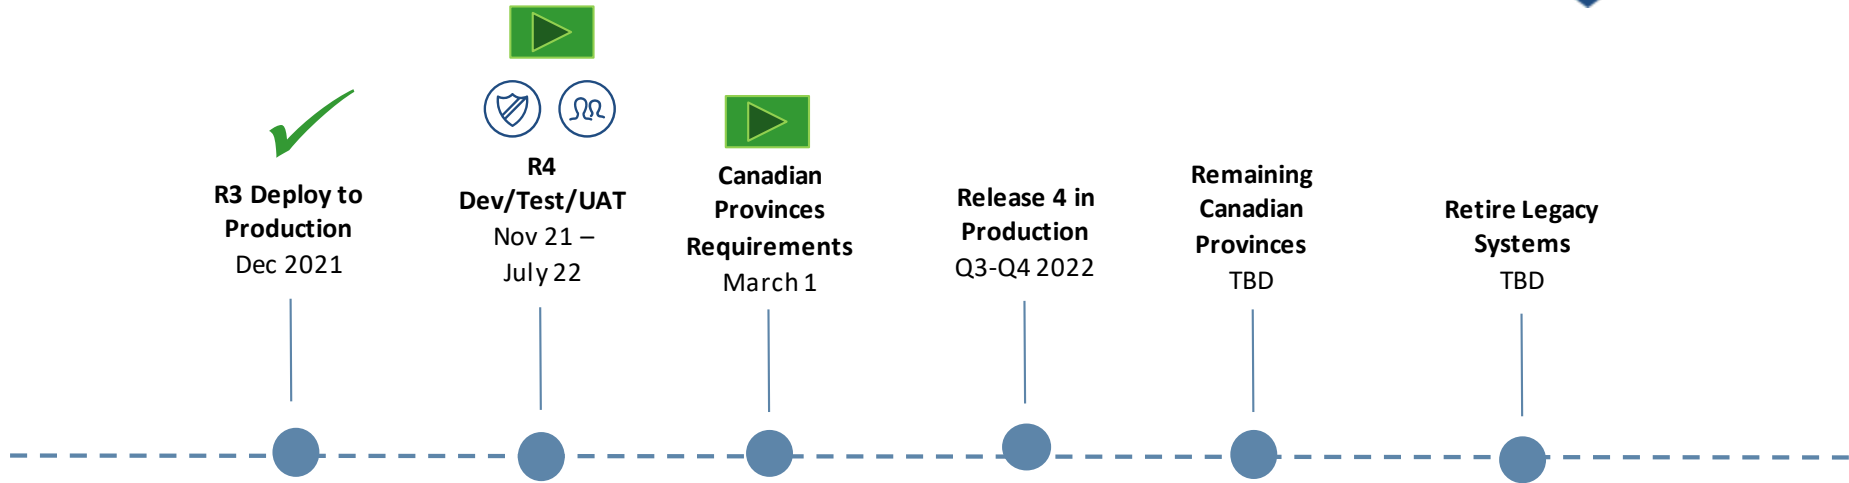 R3 Deploy to
Production
Dec 2021
R4
Dev/Test/UAT
Nov 21 –
July 22
Canadian
Provinces
Requirements
March 1
Release 4 in
Production
Q3-Q4 2022
Remaining
Canadian
Provinces
TBD
Retire Legacy
Systems
TBD